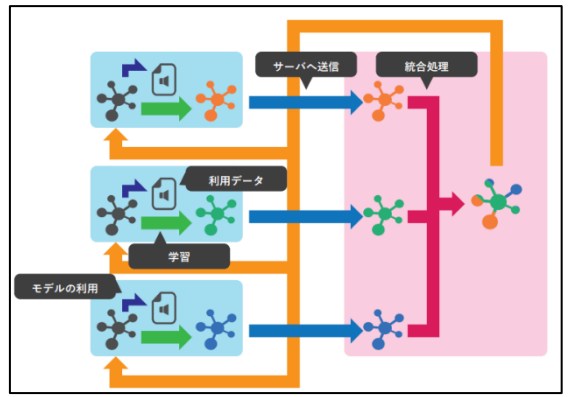 サーバへ送信
統合処理
利用データ
学習
モデルの利用